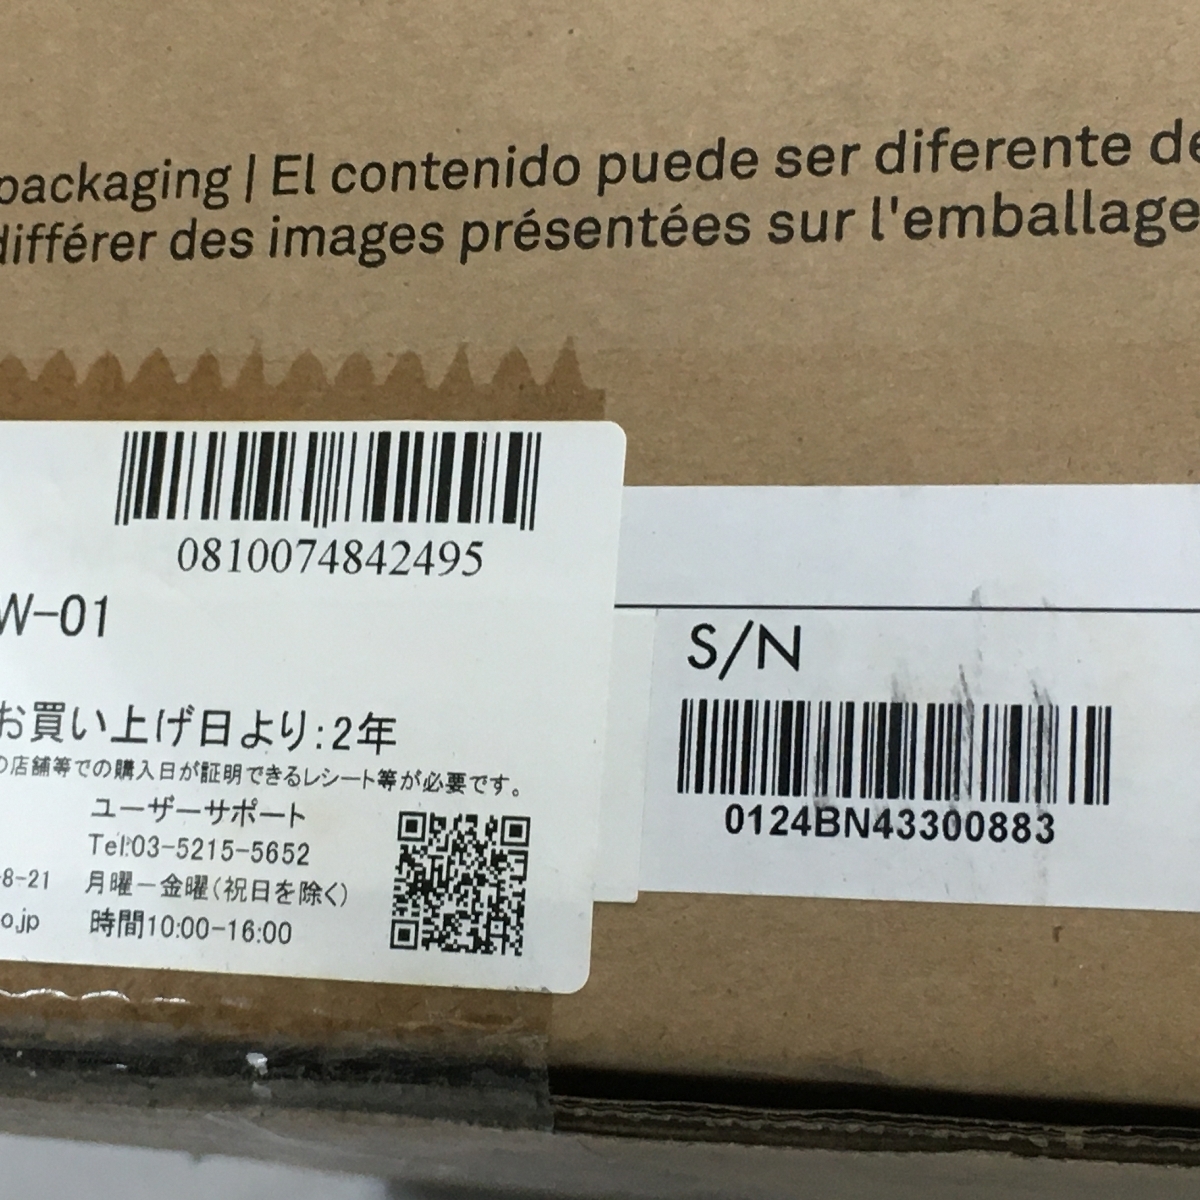 packaging | El contenido puede ser diferente de
différer des images présentées sur l'emballage
0810074842495
W-01
お買い上げ日より:2年
の店舗等での購入日が証明できるレシート等が必要です。
ユーザーサポート
Tel:03-5215-5652
-8-21 月曜－金曜(祝日を除く)
o.jp 時間10:00-16:00
S/N
0124BN43300883